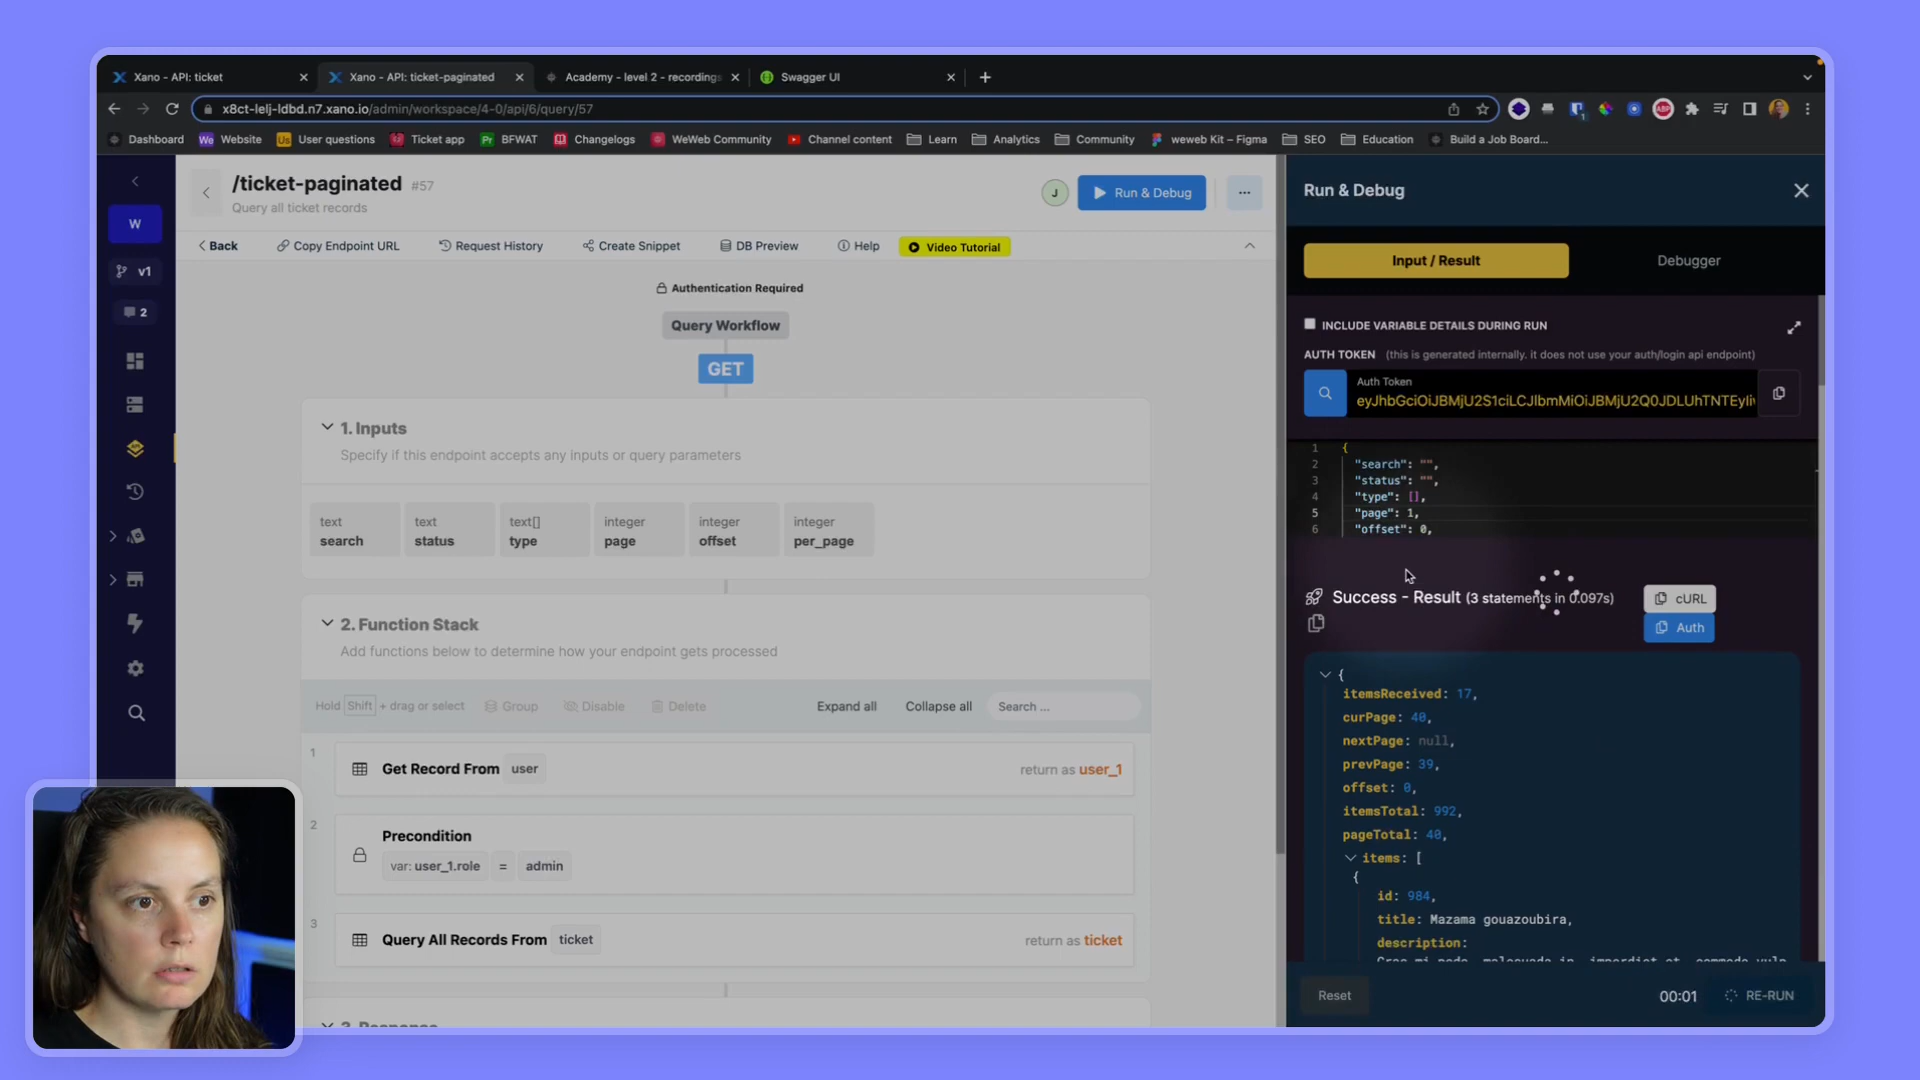 Xano - API: ticket
Xano - API: ticket-paginated
Academy - level 2 - recordings
Swagger UI
x8ct-lelj-ldbd.n7.xano.io/admin/workspace/4-0/api/6/query/57
Dashboard
We Website
Us User questions
Ticket app
Pr BFWAT
Changelogs
WeWeb Community
Channel content
Learn
Analytics
Community
weweb Kit – Figma
SEO
Education
Build a Job Board...
W
v1
2
/ticket-paginated #57
Query all ticket records
J
Run & Debug
...
Back
Copy Endpoint URL
Request History
Create Snippet
DB Preview
Help
Video Tutorial
Authentication Required
Query Workflow
GET
1. Inputs
Specify if this endpoint accepts any inputs or query parameters
text search
text status
text[] type
integer page
integer offset
integer per_page
2. Function Stack
Add functions below to determine how your endpoint gets processed
Hold Shift + drag or select
Group
Disable
Delete
Expand all
Collapse all
Search ...
1
Get Record From user
return as user_1
2
Precondition
var: user_1.role = admin
3
Query All Records From ticket
return as ticket
3. Response
Run & Debug
Input / Result
Debugger
INCLUDE VARIABLE DETAILS DURING RUN
AUTH TOKEN (this is generated internally. it does not use your auth/login api endpoint)
Auth Token
1 {
2 "search": "",
3 "status": "",
4 "type": [],
5 "page": 1,
6 "offset": 0,
Success - Result (3 statements in 0.097s)
cURL
Auth
{
itemsReceived: 17,
curPage: 40,
nextPage: null,
prevPage: 39,
offset: 0,
itemsTotal: 992,
pageTotal: 40,
items: [
{
id: 984,
title: Mazama gouazoubira,
description:
Reset
00:01
RE-RUN